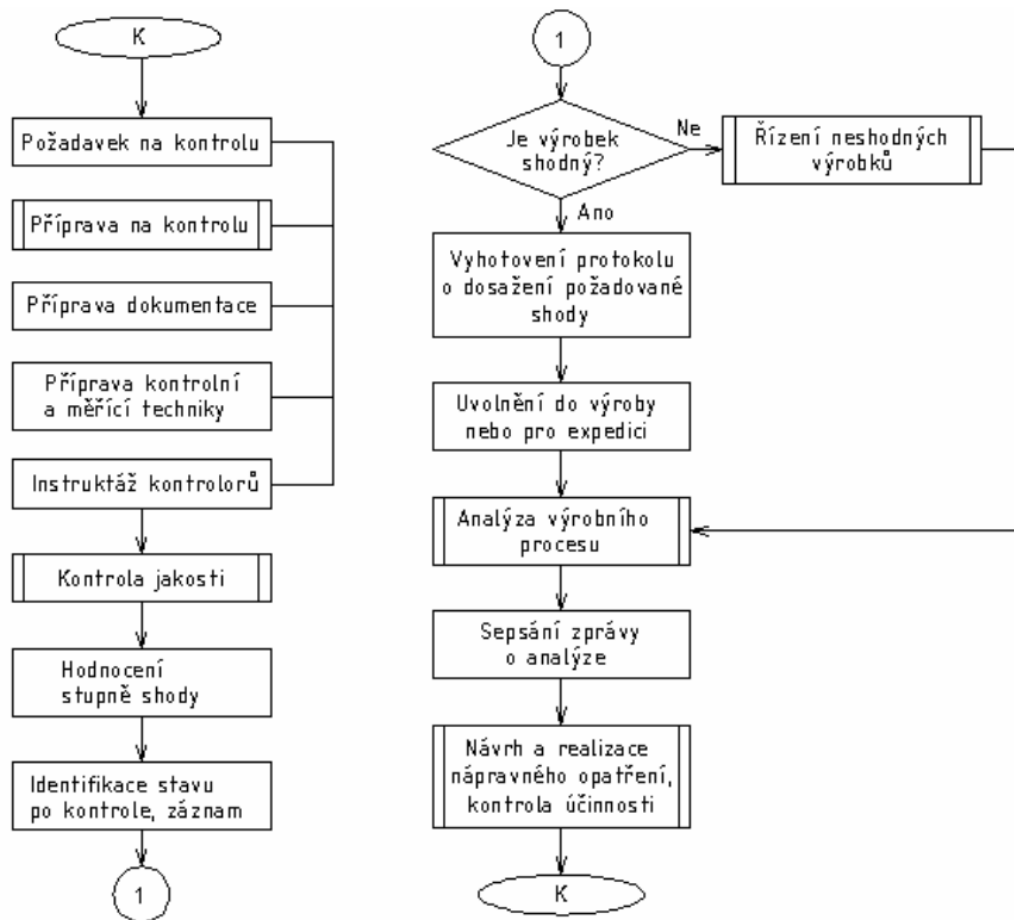 K
Požadavek na kontrolu
Příprava na kontrolu
Příprava dokumentace
Příprava kontrolní
a měřící techniky
Instruktáž kontrolorů
Kontrola jakosti
Hodnocení
stupně shody
Identifikace stavu
po kontrole, záznam
1
1
Je výrobek
shodný?
Ne
Řízení neshodných
výrobků
Ano
Vyhotovení protokolu
o dosažení požadované
shody
Uvolnění do výroby
nebo pro expedici
Analýza výrobního
procesu
Sepsání zprávy
o analýze
Návrh a realizace
nápravného opatření,
kontrola účinnosti
K